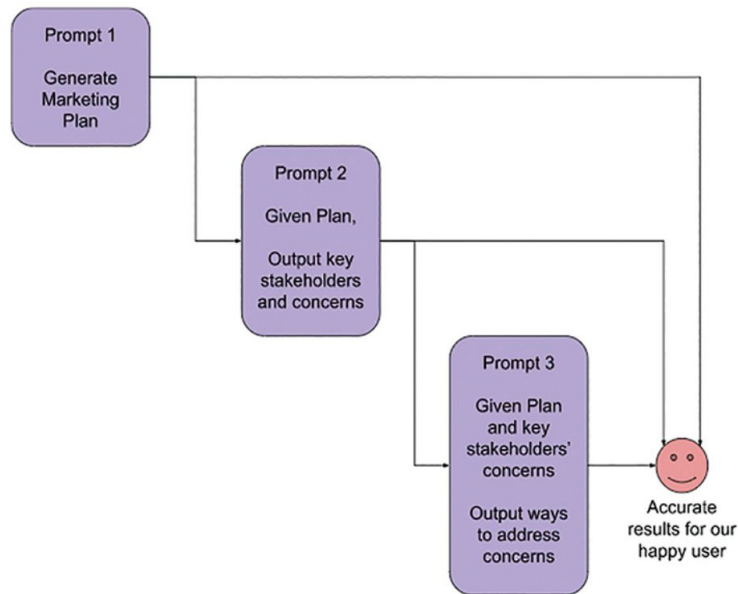 Prompt 1
Generate
Marketing
Plan
Prompt 2
Given Plan,
Output key
stakeholders
and concerns
Prompt 3
Given Plan
and key
stakeholders’
concerns
Output ways
to address
concerns
Accurate
results for our
happy user